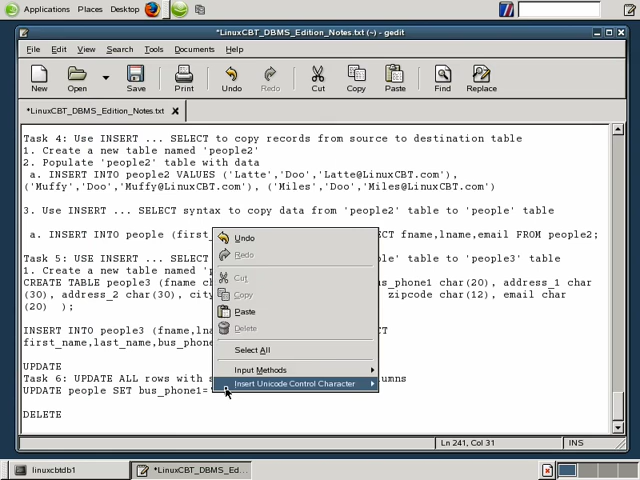 Applications Places Desktop
*LinuxCBT_DBMS_Edition_Notes.txt (~) - gedit
File Edit View Search Tools Documents Help
New Open Save Print Undo Redo Cut Copy Paste Find Replace
*LinuxCBT_DBMS_Edition_Notes.txt
Task 4: Use INSERT ... SELECT to copy records from source to destination table
1. Create a new table named 'people2'
2. Populate 'people2' table with data
a. INSERT INTO people2 VALUES ('Latte','Doo','Latte@LinuxCBT.com'),
('Muffy','Doo','Muffy@LinuxCBT.com'), ('Miles','Doo','Miles@LinuxCBT.com')
3. Use INSERT ... SELECT syntax to copy data from 'people2' table to 'people' table
a. INSERT INTO people (first_ CT fname,lname,email FROM people2;
Task 5: Use INSERT ... SELECT le' table to 'people3' table
1. Create a new table named 'p
CREATE TABLE people3 (fname ch us_phone1 char(20), address_1 char
(30), address_2 char(30), city zipcode char(12), email char
(20) );
INSERT INTO people3 (fname,lna CT
first_name,last_name,bus_phone
UPDATE
Task 6: UPDATE ALL rows with s umns
UPDATE people SET bus_phone1='
DELETE
Undo
Redo
Cut
Copy
Paste
Delete
Select All
Input Methods
Insert Unicode Control Character
Ln 241, Col 31 INS
linuxcbtdb1 *LinuxCBT_DBMS_Ed...